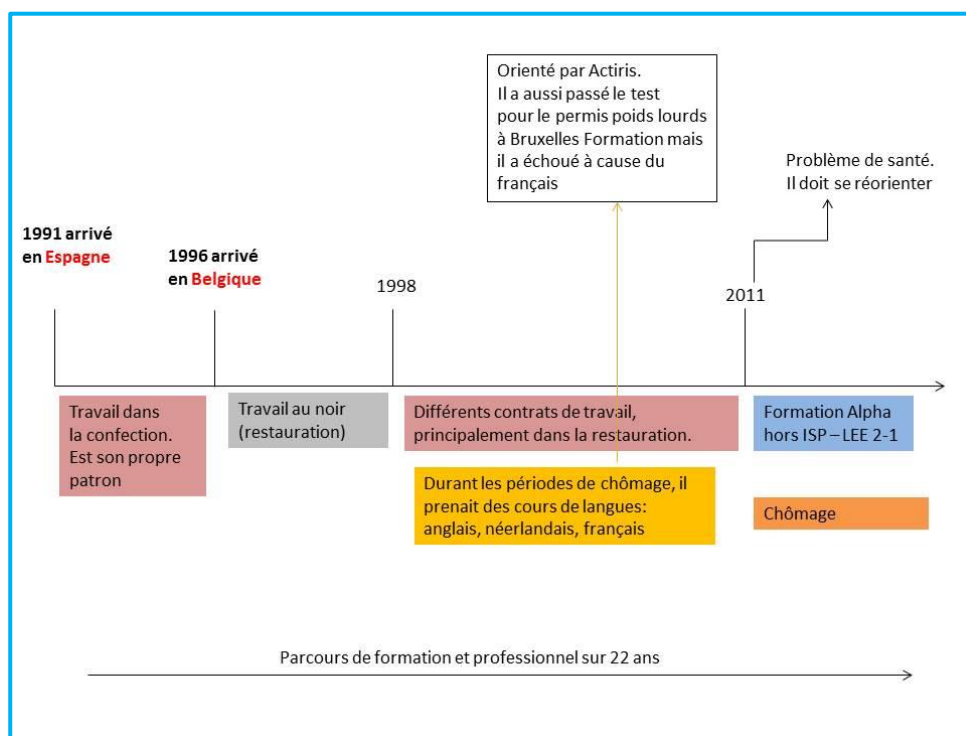 Orienté par Actiris.
Il a aussi passé le test
pour le permis poids lourds
à Bruxelles Formation mais
il a échoué à cause du
français
Problème de santé.
Il doit se réorienter
1991 arrivé
en Espagne
1996 arrivé
en Belgique
1998
2011
Travail dans
la confection.
Est son propre
patron
Travail au noir
(restauration)
Différents contrats de travail,
principalement dans la restauration.
Formation Alpha
hors ISP – LEE 2-1
Durant les périodes de chômage, il
prenait des cours de langues:
anglais, néerlandais, français
Chômage
Parcours de formation et professionnel sur 22 ans